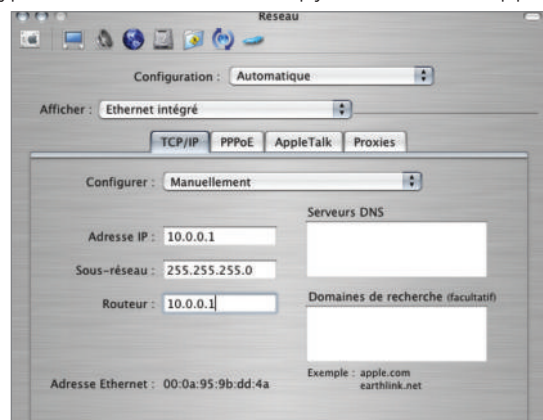 Réseau
Configuration : Automatique
Afficher : Ethernet intégré
TCP/IP PPPoE AppleTalk Proxies
Configurer : Manuellement
Adresse IP : 10.0.0.1
Sous-réseau : 255.255.255.0
Routeur : 10.0.0.1
Serveurs DNS
Domaines de recherche (facultatif)
Exemple : apple.com
earthlink.net
Adresse Ethernet : 00:0a:95:9b:dd:4a